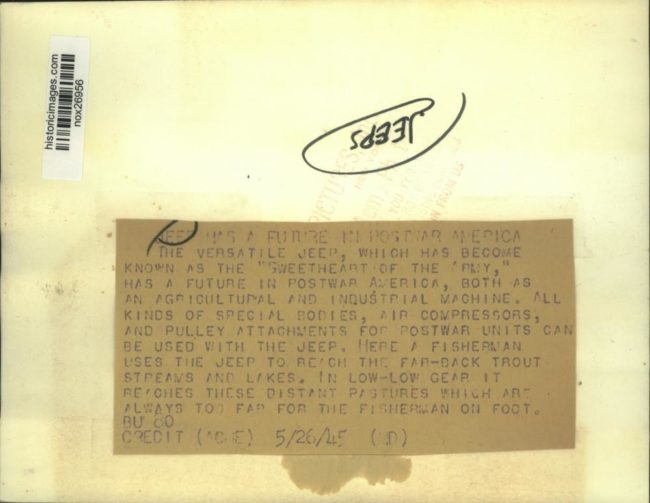 historicimages.com
nox26956
JEEPS
PICTURES
JEEP HAS A FUTURE IN POSTWAR AMERICA
THE VERSATILE JEEP, WHICH HAS BECOME
KNOWN AS THE "SWEETHEART OF THE ARMY,"
HAS A FUTURE IN POSTWAR AMERICA, BOTH AS
AN AGRICULTURAL AND INDUSTRIAL MACHINE. ALL
KINDS OF SPECIAL BODIES, AIR COMPRESSORS,
AND PULLEY ATTACHMENTS FOR POSTWAR UNITS CAN
BE USED WITH THE JEEP. HERE A FISHERMAN
USES THE JEEP TO REACH THE FAR-BACK TROUT
STREAMS AND LAKES. IN LOW-LOW GEAR IT
REACHES THESE DISTANT PASTURES WHICH ARE
ALWAYS TOO FAR FOR THE FISHERMAN ON FOOT.
BU 80
CREDIT (ACME) 5/26/45 (WD)